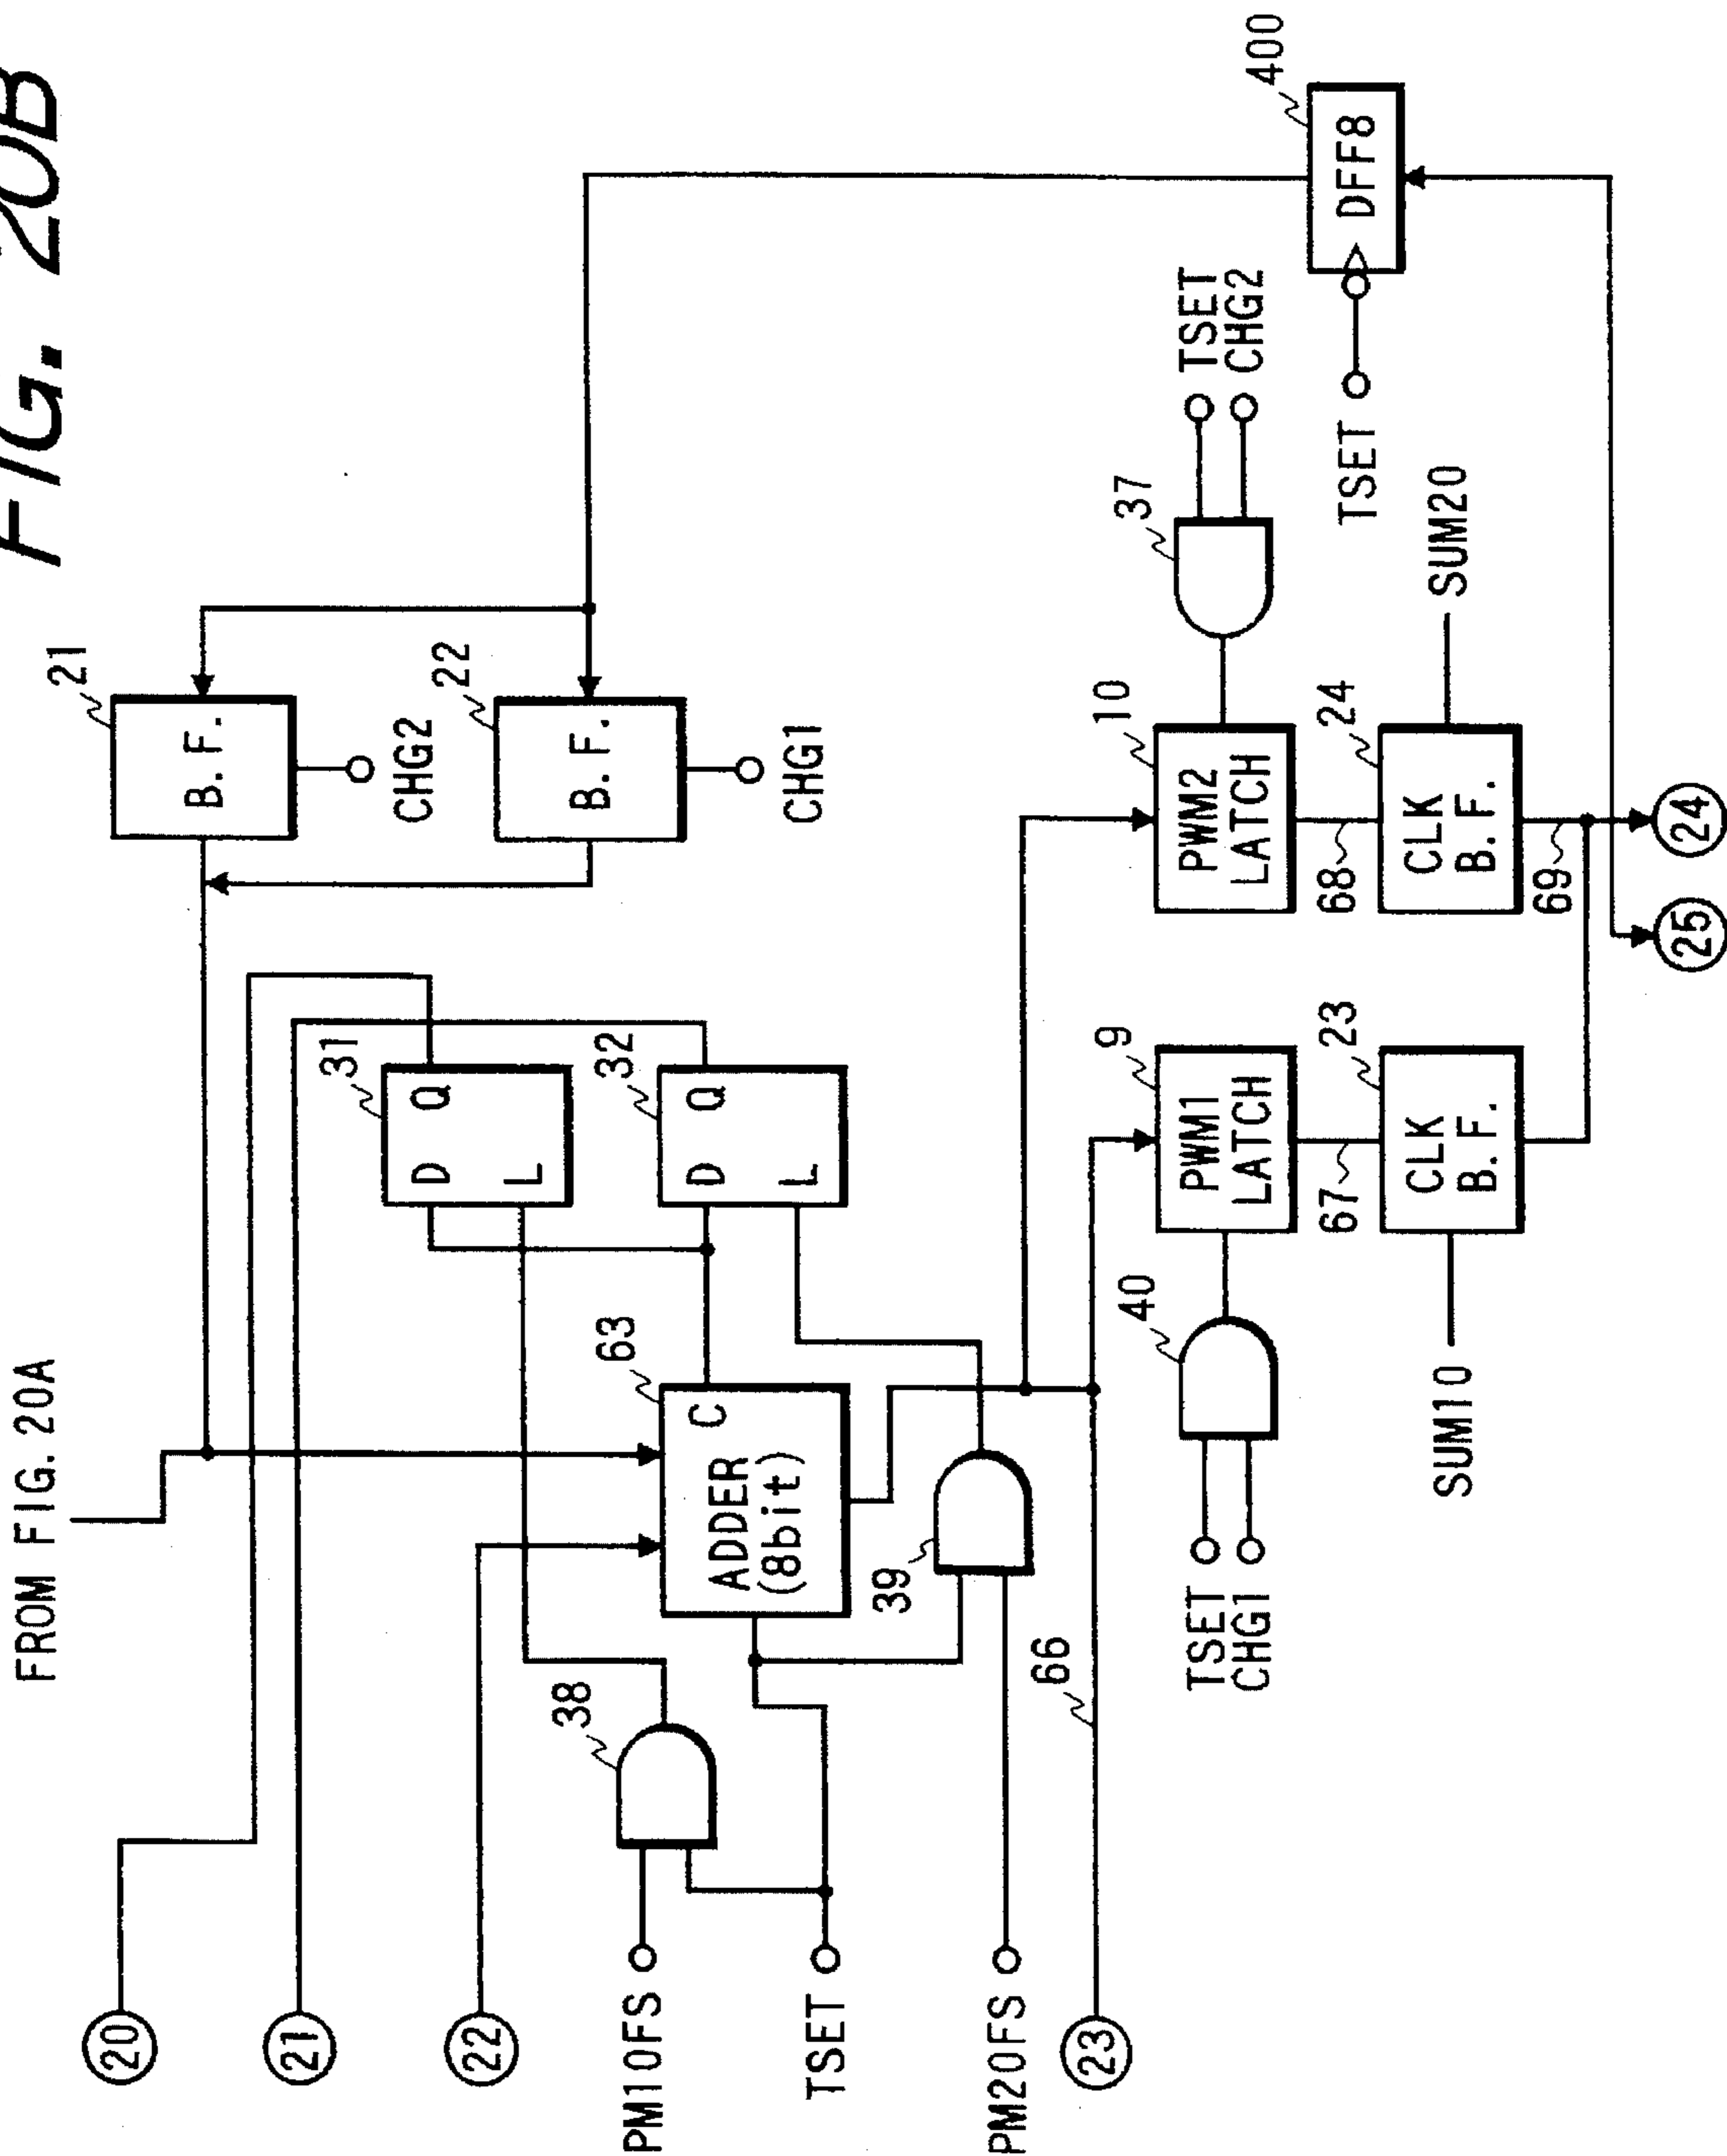 FIG. 20B
FROM FIG. 20A
20
21
22
PM10FS
TSET
PM20FS
23
38
63
C
ADDER
(8bit)
39
66
31
D Q
L
32
D Q
L
21
B. F.
CHG2
22
B. F.
CHG1
TSET
CHG1
40
9
PWM1
LATCH
67
23
CLK
B. F.
SUM10
10
PWM2
LATCH
68
24
CLK
B. F.
SUM20
69
37
TSET
CHG2
400
DFF8
TSET
24
25